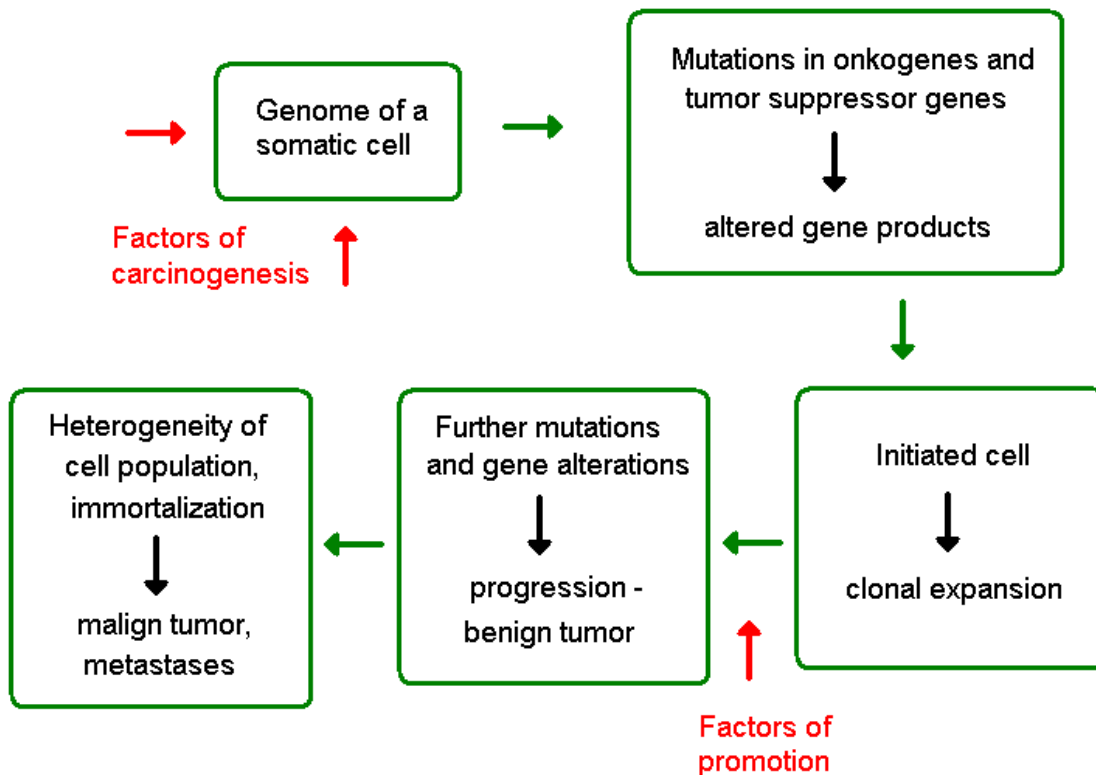 Genome of a
somatic cell
Factors of
carcinogenesis
Mutations in onkogenes and
tumor suppressor genes
altered gene products
Initiated cell
clonal expansion
Factors of
promotion
Further mutations
and gene alterations
progression -
benign tumor
Heterogeneity of
cell population,
immortalization
malign tumor,
metastases